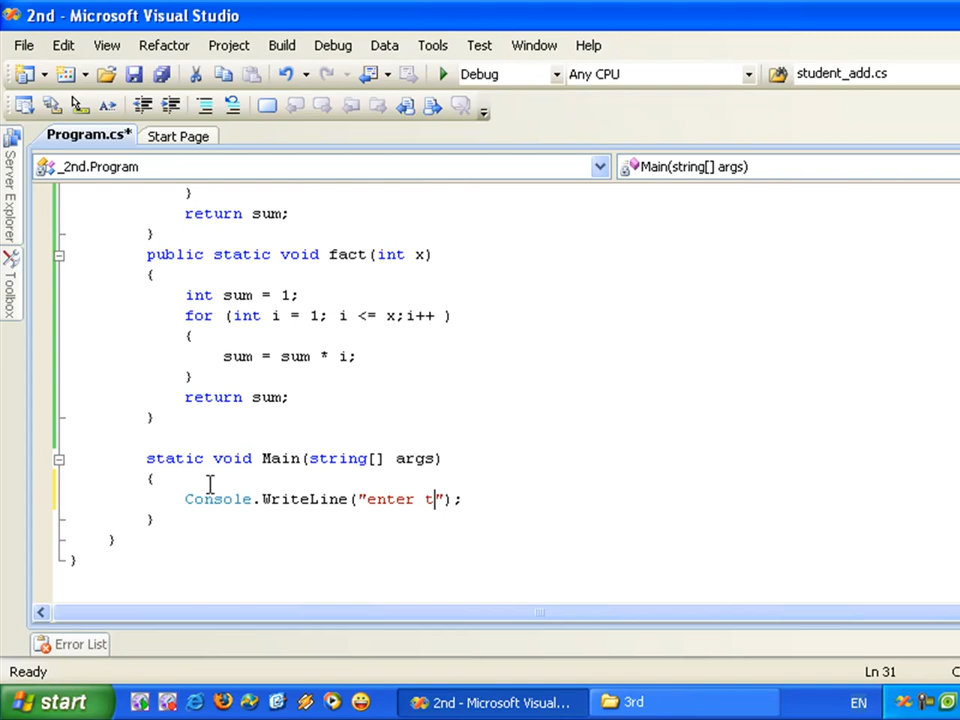 2nd - Microsoft Visual Studio
File Edit View Refactor Project Build Debug Data Tools Test Window Help
Debug Any CPU student_add.cs
Program.cs* Start Page
_2nd.Program Main(string[] args)
Server Explorer
Toolbox
}
return sum;
}
public static void fact(int x)
{
int sum = 1;
for (int i = 1; i <= x;i++ )
{
sum = sum * i;
}
return sum;
}
static void Main(string[] args)
{
Console.WriteLine("enter t");
}
}
}
Error List
Ready Ln 31 C
start 2nd - Microsoft Visual... 3rd EN